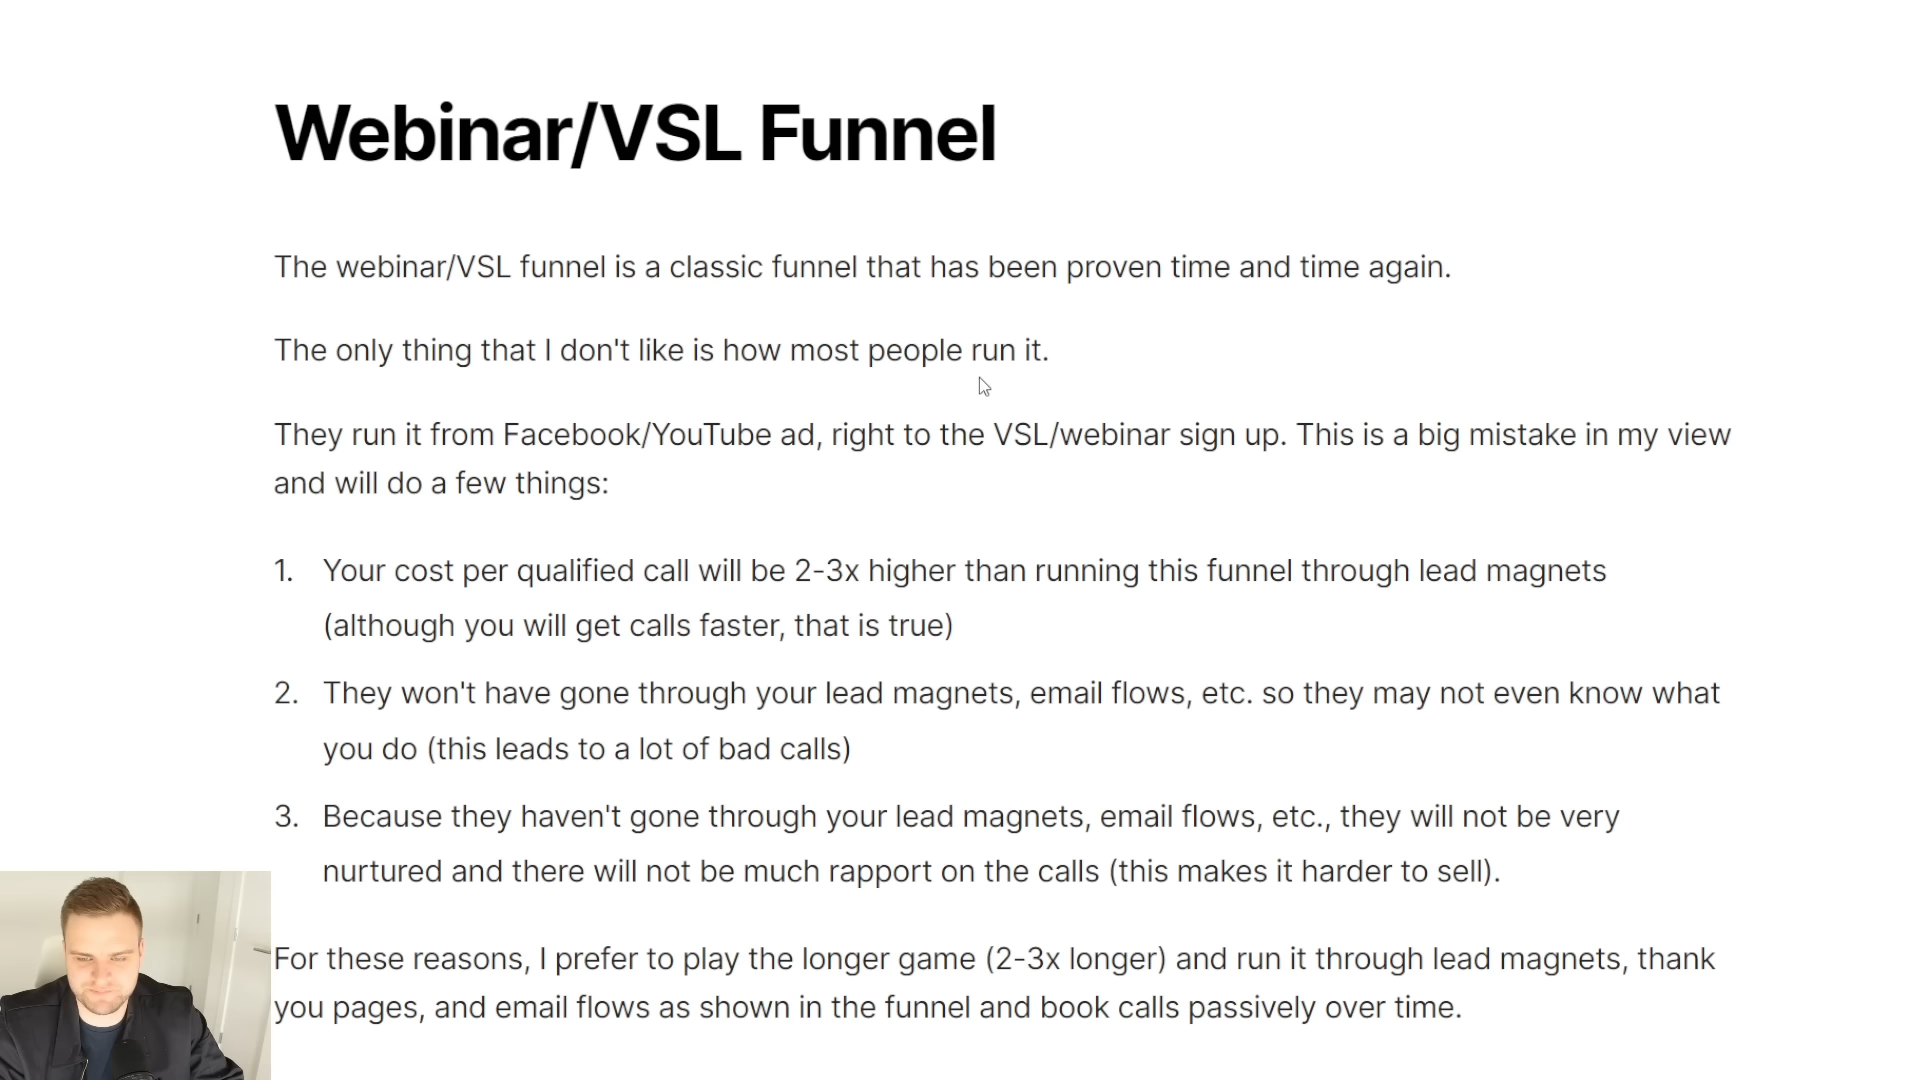 Webinar/VSL Funnel
The webinar/VSL funnel is a classic funnel that has been proven time and time again.
The only thing that I don't like is how most people run it.
They run it from Facebook/YouTube ad, right to the VSL/webinar sign up. This is a big mistake in my view
and will do a few things:
1. Your cost per qualified call will be 2-3x higher than running this funnel through lead magnets
(although you will get calls faster, that is true)
2. They won't have gone through your lead magnets, email flows, etc. so they may not even know what
you do (this leads to a lot of bad calls)
3. Because they haven't gone through your lead magnets, email flows, etc., they will not be very
nurtured and there will not be much rapport on the calls (this makes it harder to sell).
For these reasons, I prefer to play the longer game (2-3x longer) and run it through lead magnets, thank
you pages, and email flows as shown in the funnel and book calls passively over time.